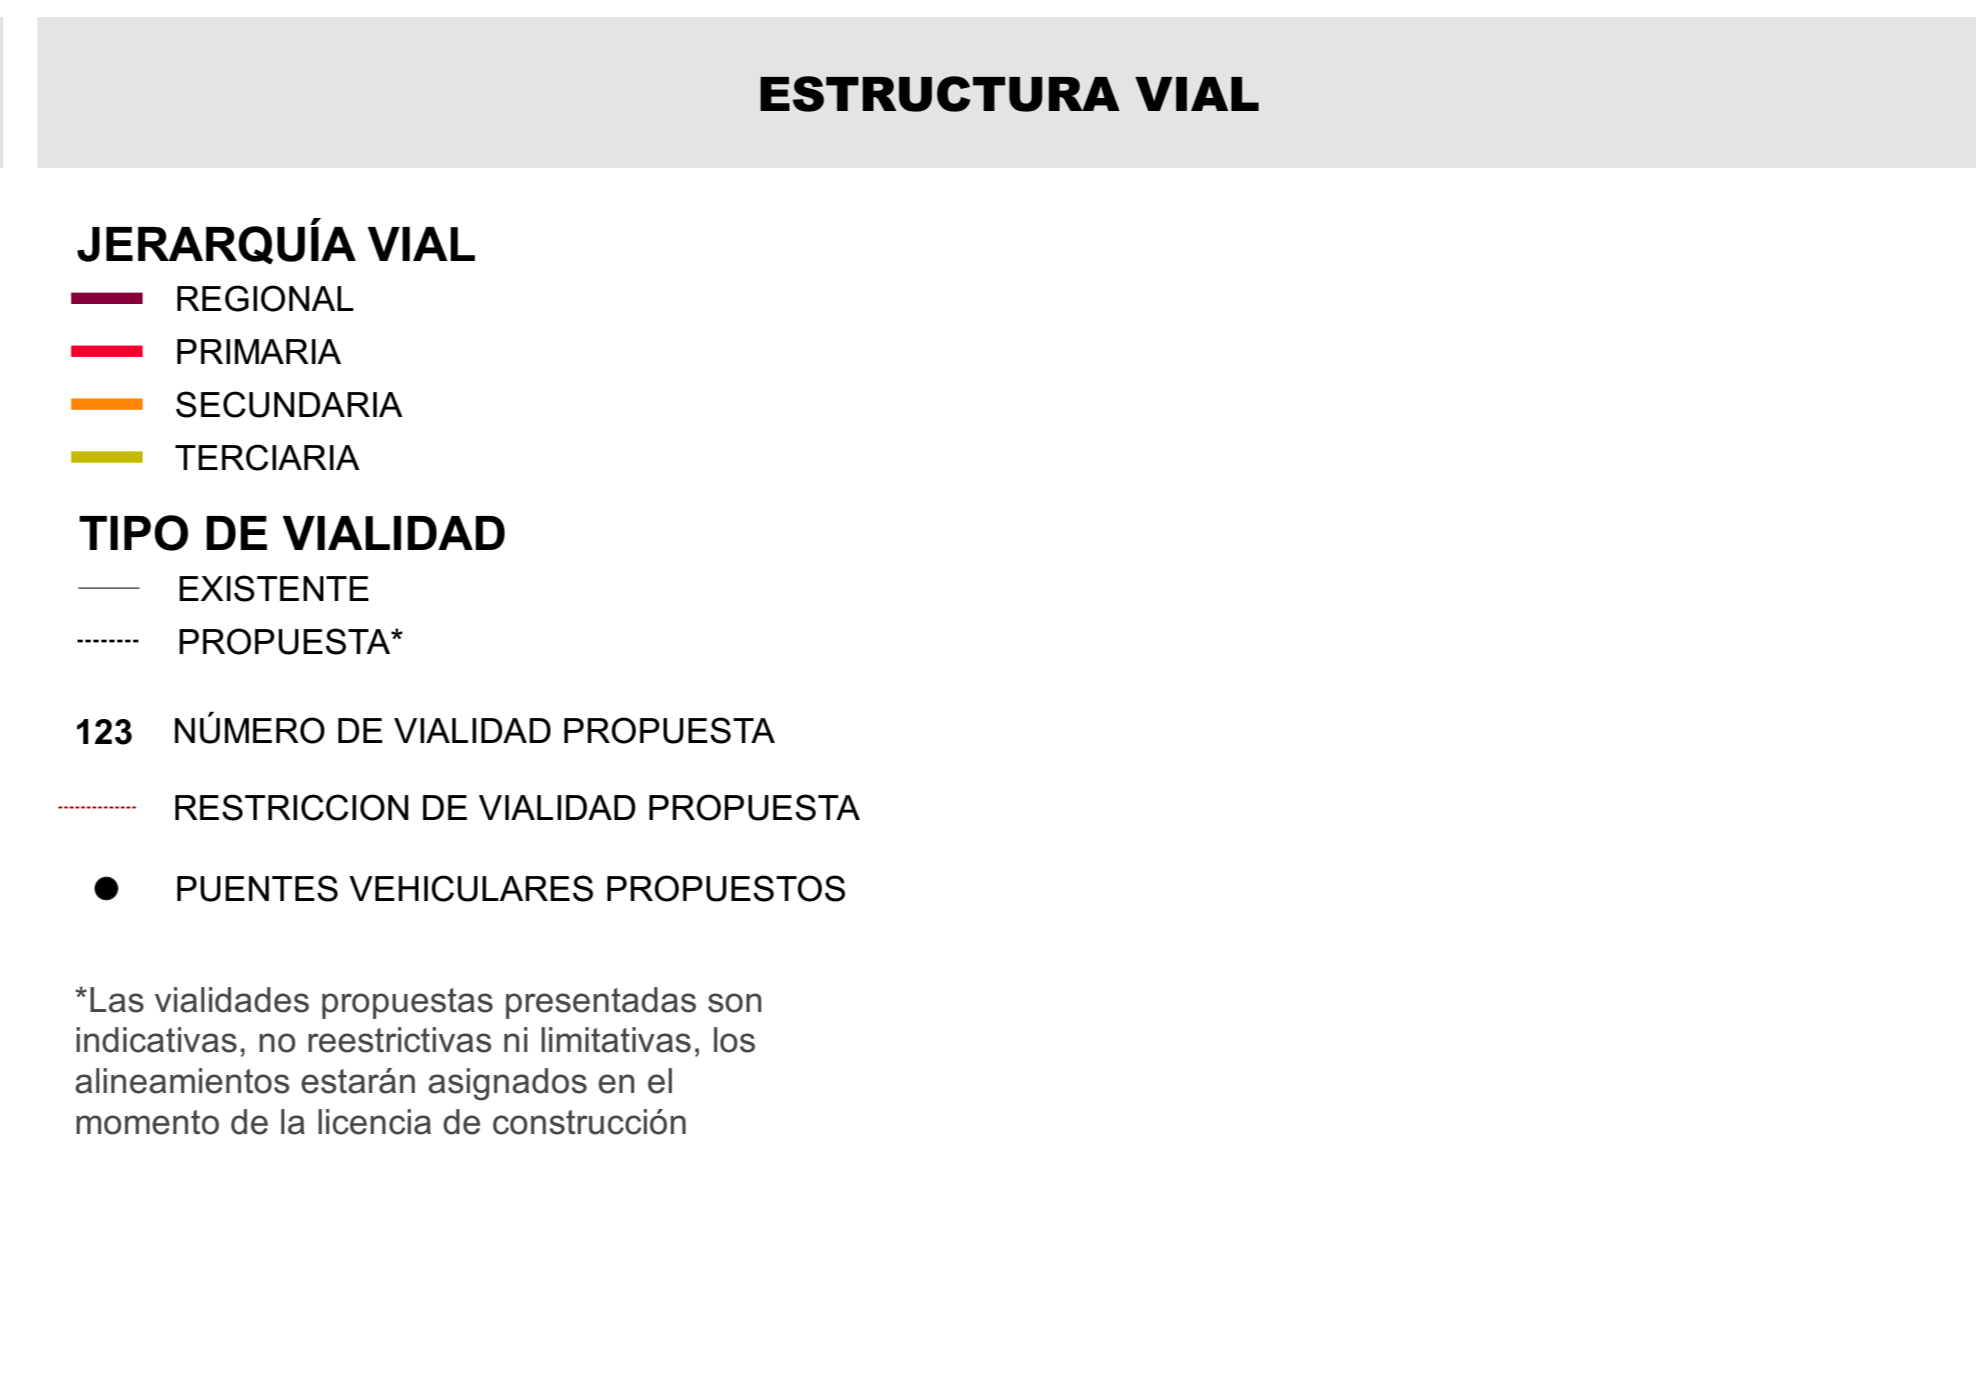 ESTRUCTURA VIAL
JERARQUÍA VIAL
REGIONAL
PRIMARIA
SECUNDARIA
TERCIARIA
TIPO DE VIALIDAD
EXISTENTE
PROPUESTA*
123 NÚMERO DE VIALIDAD PROPUESTA
RESTRICCION DE VIALIDAD PROPUESTA
PUENTES VEHICULARES PROPUESTOS
*Las vialidades propuestas presentadas son
indicativas, no reestrictivas ni limitativas, los
alineamientos estarán asignados en el
momento de la licencia de construcción